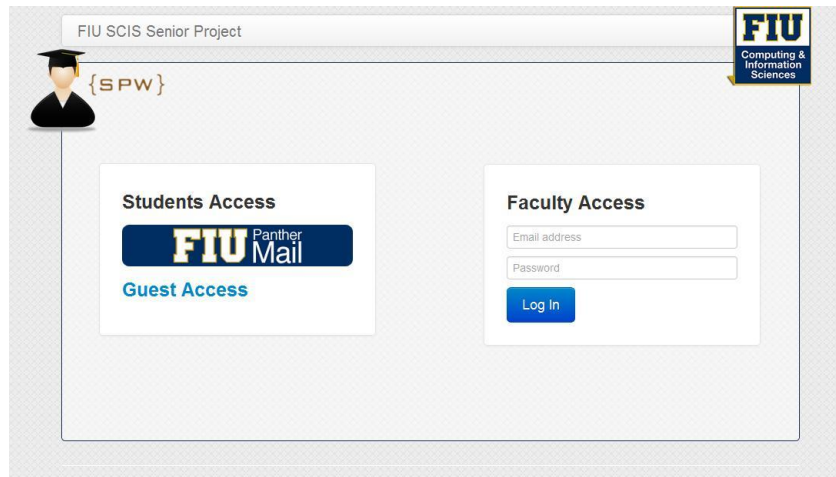 FIU SCIS Senior Project
FIU
Computing &
Information
Sciences
{SPW}
Students Access
FIU Panther
Mail
Guest Access
Faculty Access
Email address
Password
Log In